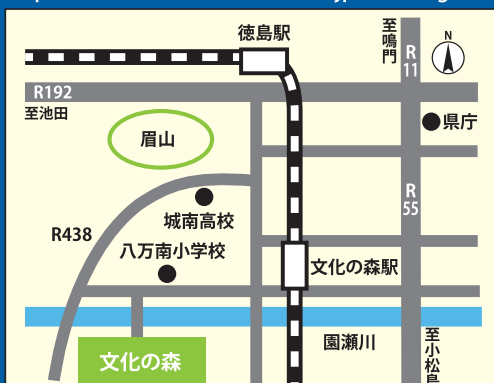 徳島駅
至鳴門
N
R
11
R192
至池田
県庁
眉山
R
55
城南高校
R438
八万南小学校
文化の森駅
園瀬川
至小松島
文化の森